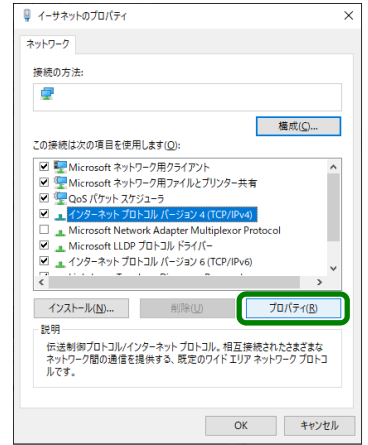 イーサネットのプロパティ
ネットワーク
接続の方法:
構成(C)...
この接続は次の項目を使用します(O):
Microsoft ネットワーク用クライアント
Microsoft ネットワーク用ファイルとプリンター共有
QoS パケット スケジューラ
インターネット プロトコル バージョン 4 (TCP/IPv4)
Microsoft Network Adapter Multiplexor Protocol
Microsoft LLDP プロトコル ドライバー
インターネット プロトコル バージョン 6 (TCP/IPv6)
インストール(N)...
削除(U)
プロパティ(R)
説明
伝送制御プロトコル/インターネット プロトコル。相互接続されたさまざまな
ネットワーク間の通信を提供する、既定のワイド エリア ネットワーク プロトコ
ルです。
OK
キャンセル